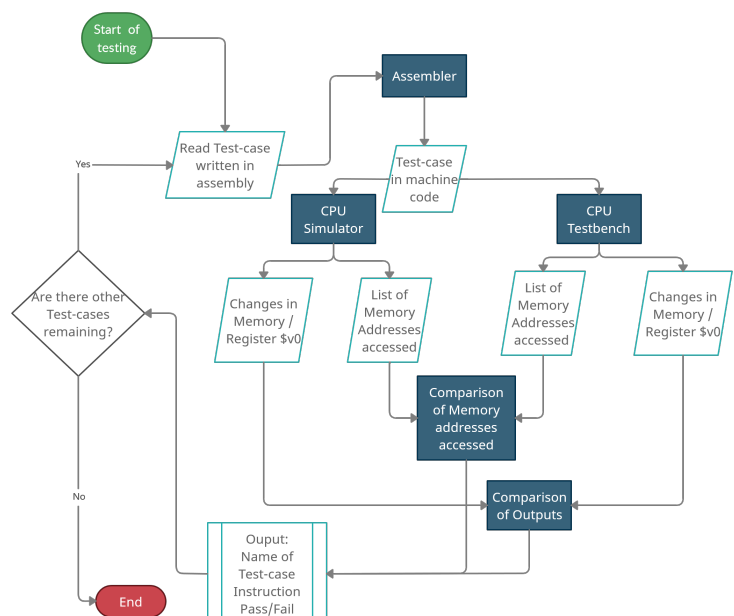 Start of
testing
Assembler
Read Test-case
written in
assembly
Test-case
in machine
code
Yes
CPU
Simulator
CPU
Testbench
Are there other
Test-cases
remaining?
Changes in
Memory /
Register $v0
List of
Memory
Addresses
accessed
List of
Memory
Addresses
accessed
Changes in
Memory /
Register $v0
Comparison
of Memory
addresses
accessed
No
Comparison
of Outputs
Ouput:
Name of
Test-case
Instruction
Pass/Fail
End